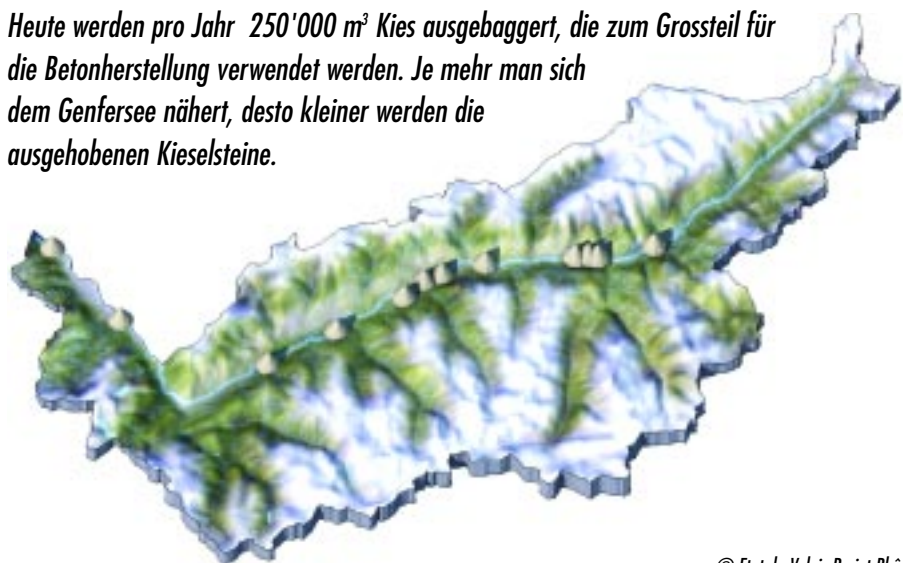 Heute werden pro Jahr 250'000 m³ Kies ausgebaggert, die zum Grossteil für
die Betonherstellung verwendet werden. Je mehr man sich
dem Genfersee nähert, desto kleiner werden die
ausgehobenen Kieselsteine.